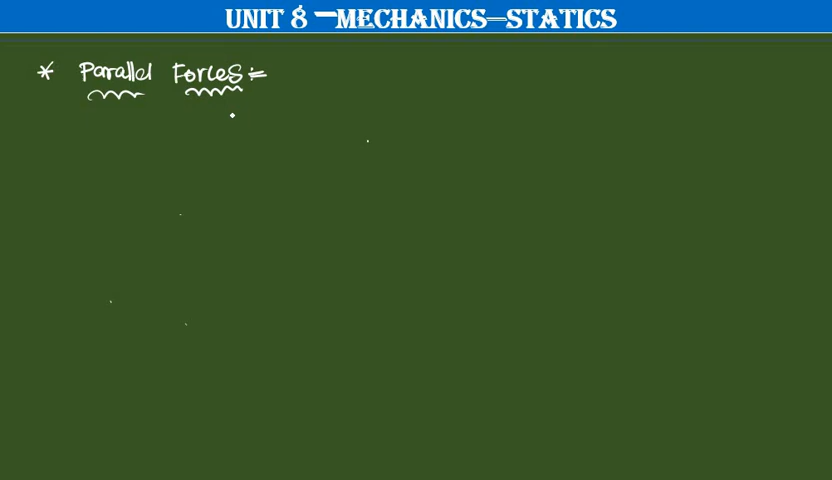 UNIT 8 – MECHANICS–STATICS
* Parallel Forces:-